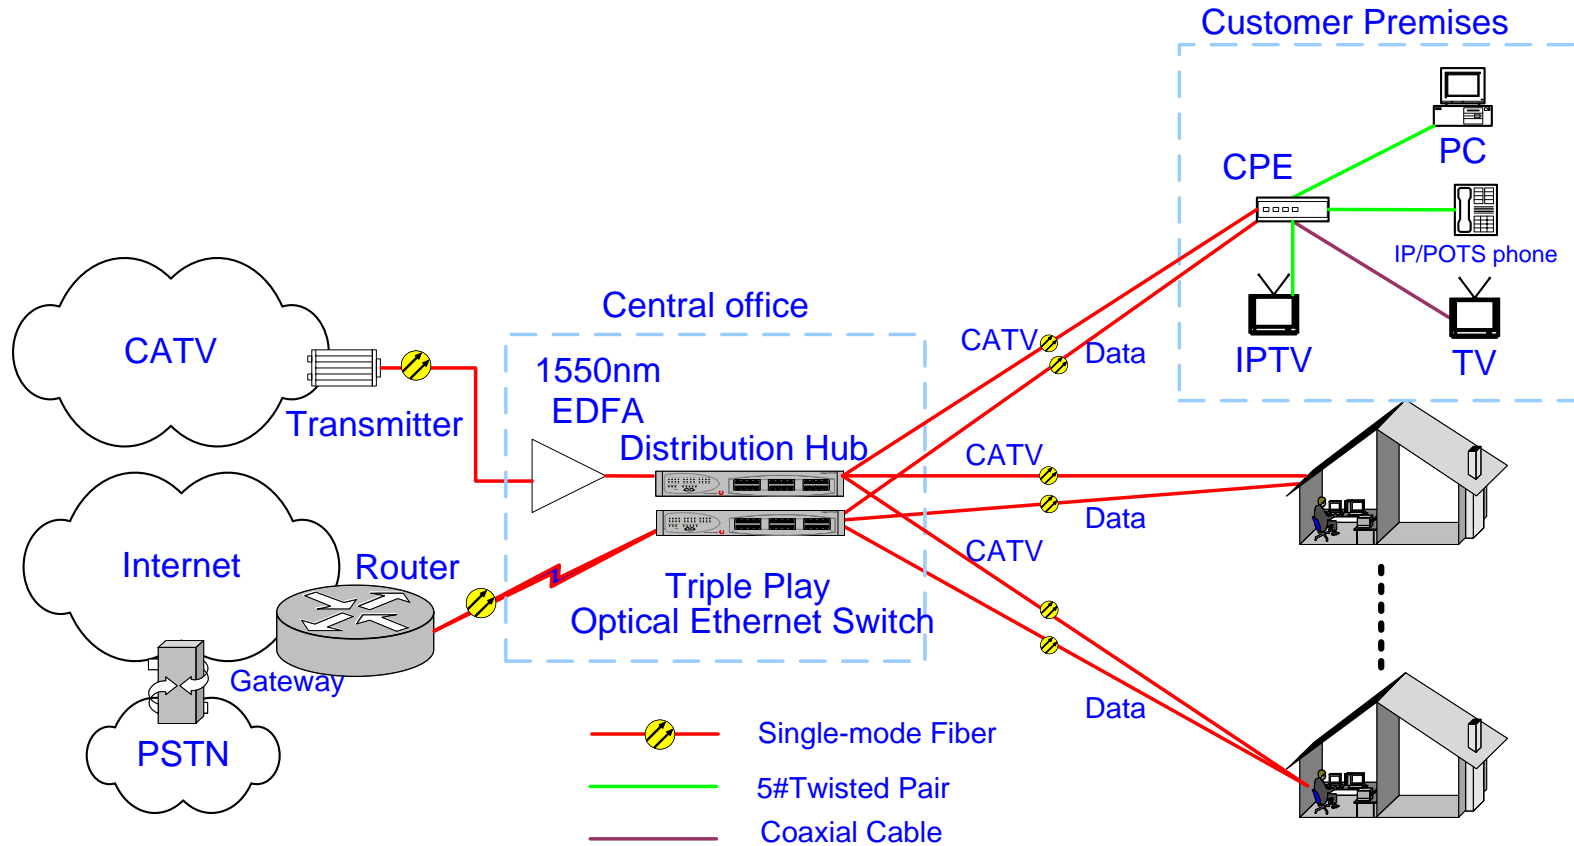 Customer Premises
PC
CPE
IP/POTS phone
Central office
CATV
CATV
Data
IPTV
TV
1550nm
EDFA
Transmitter
Distribution Hub
CATV
Data
CATV
Internet
Router
Triple Play
Optical Ethernet Switch
Gateway
Data
PSTN
Single-mode Fiber
5#Twisted Pair
Coaxial Cable